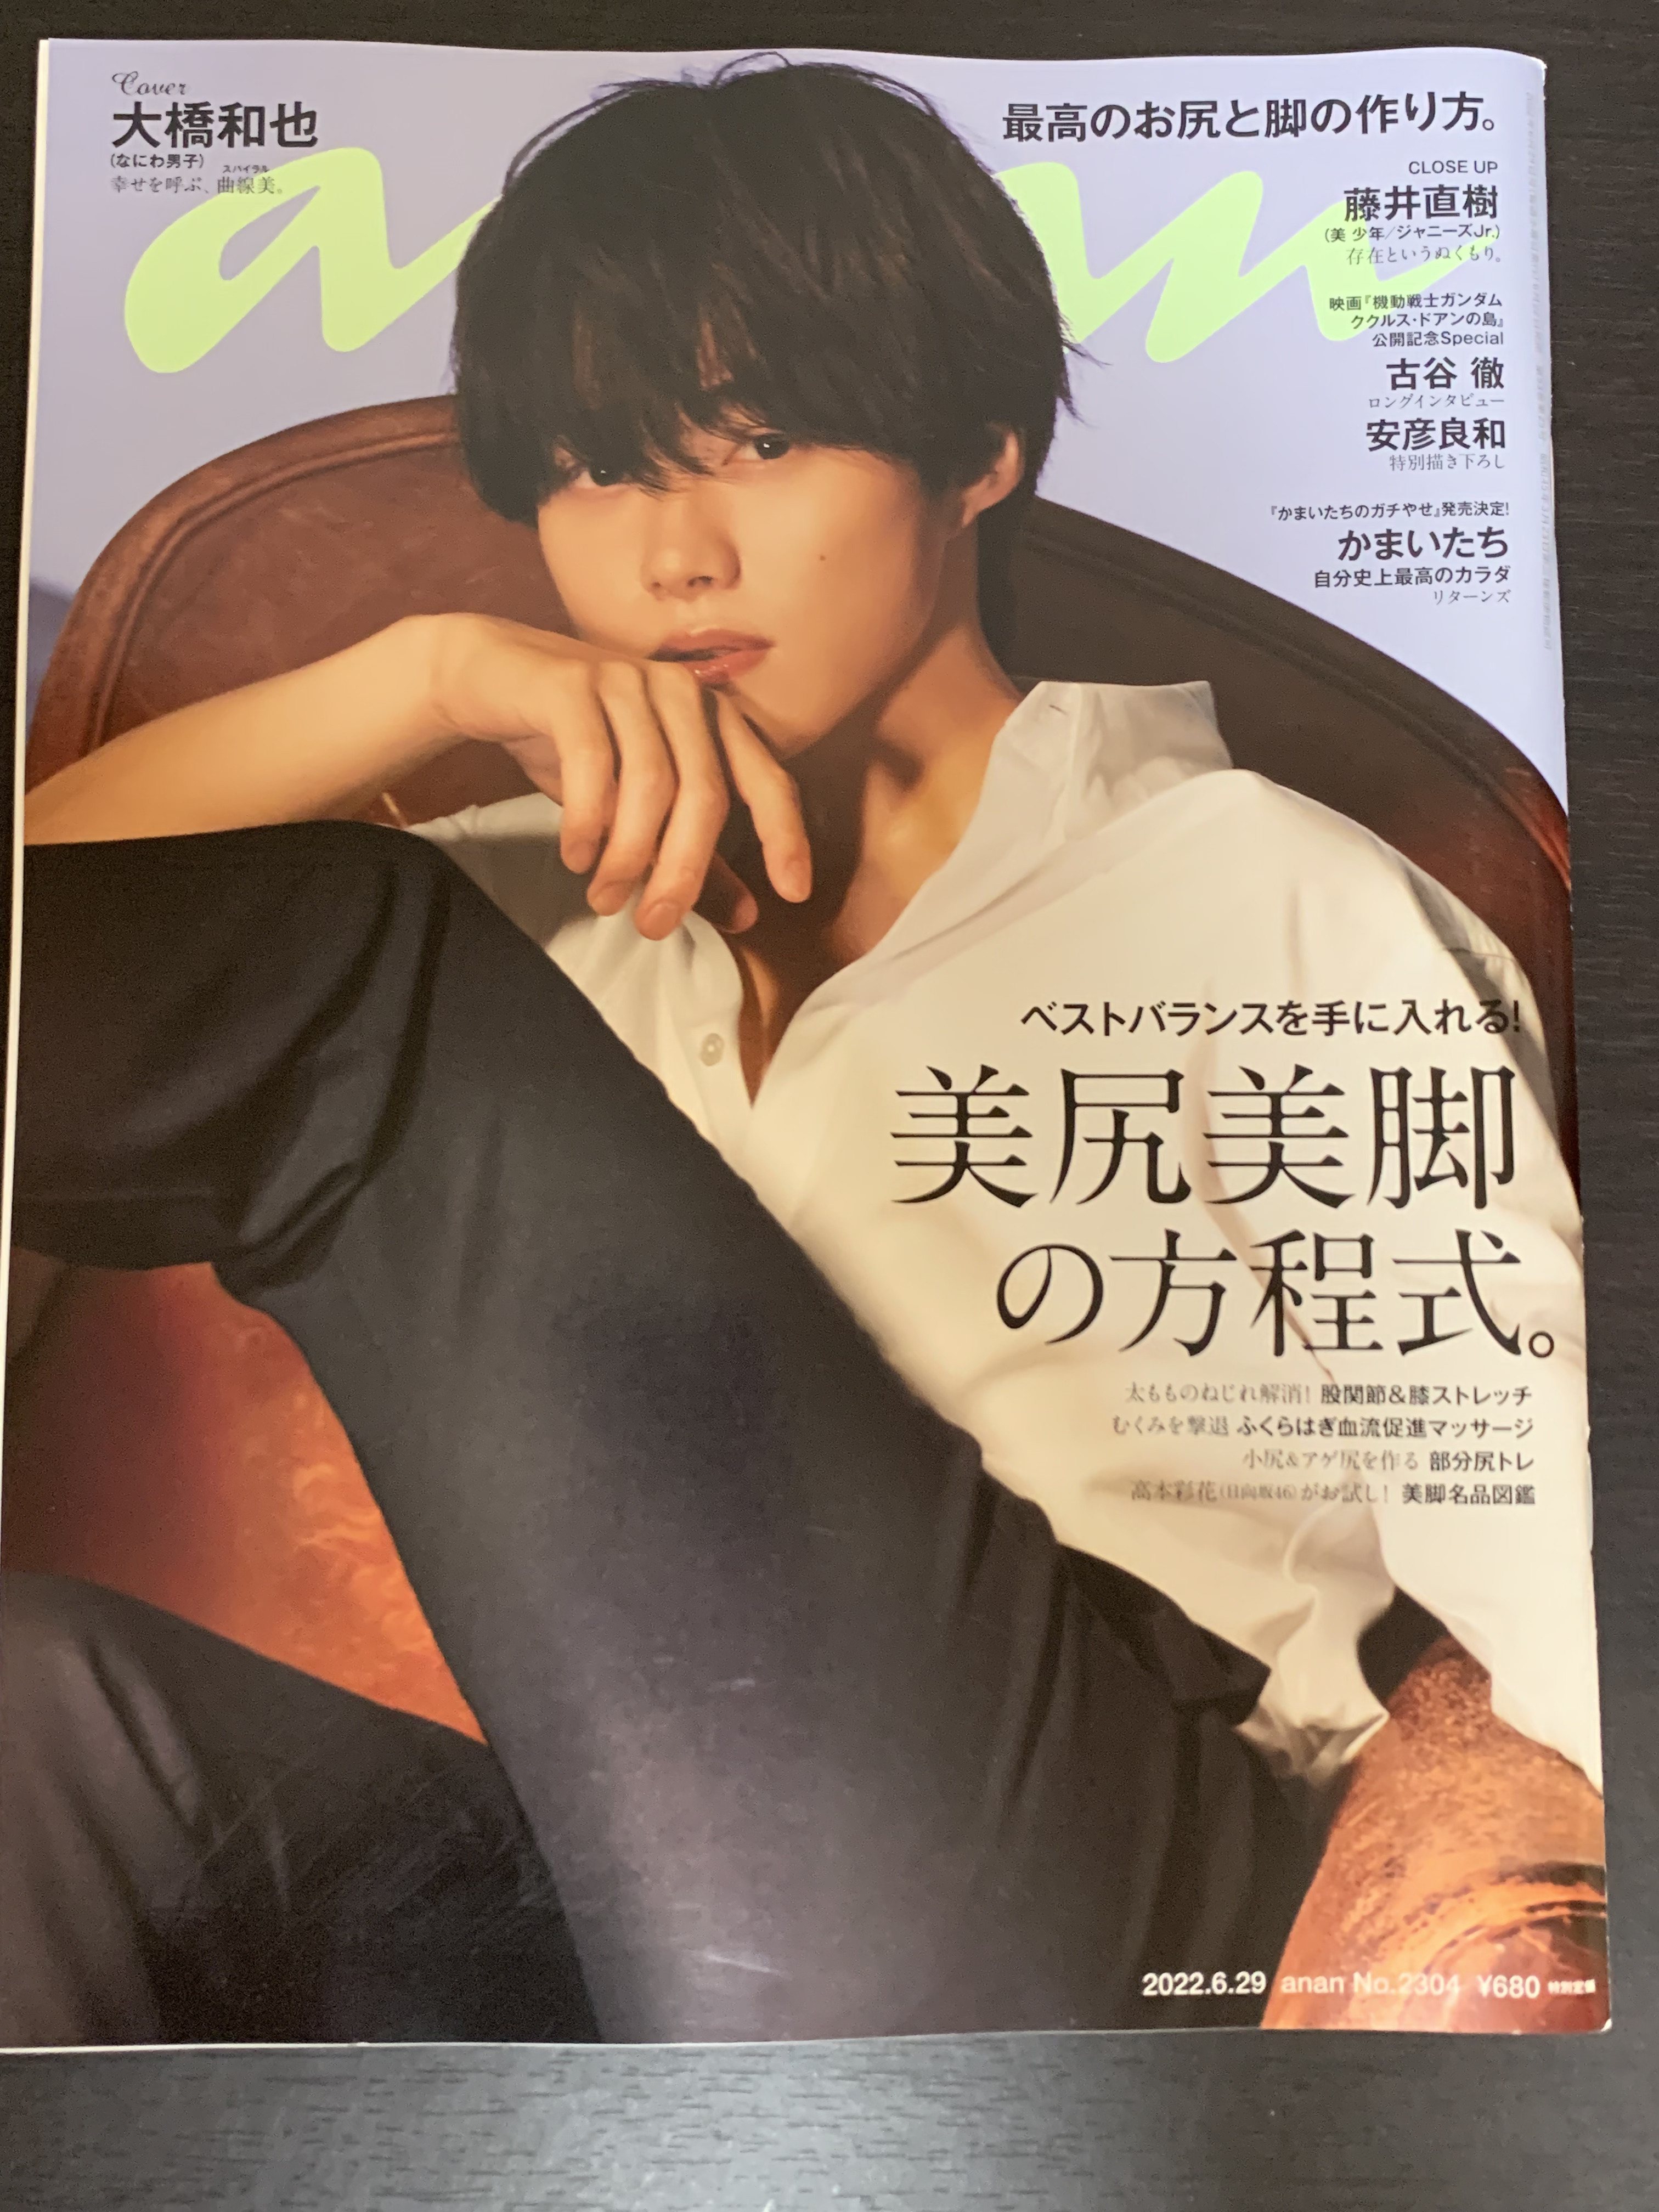 Cover
大橋和也
(なにわ男子)
スパイラル
幸せを呼ぶ、曲線美。
anan
最高のお尻と脚の作り方。
CLOSE UP
藤井直樹
(美 少年/ジャニーズJr.)
存在というぬくもり。
映画『機動戦士ガンダム
ククルス・ドアンの島』
公開記念Special
古谷 徹
ロングインタビュー
安彦良和
特別描き下ろし
『かまいたちのガチやせ』発売決定!
かまいたち
自分史上最高のカラダ
リターンズ
ベストバランスを手に入れる!
美尻美脚
の方程式。
太もものねじれ解消! 股関節&膝ストレッチ
むくみを撃退 ふくらはぎ血流促進マッサージ
小尻&アゲ尻を作る 部分尻トレ
高本彩花(日向坂46)がお試し! 美脚名品図鑑
2022.6.29 anan No.2304 ¥680 特別定価